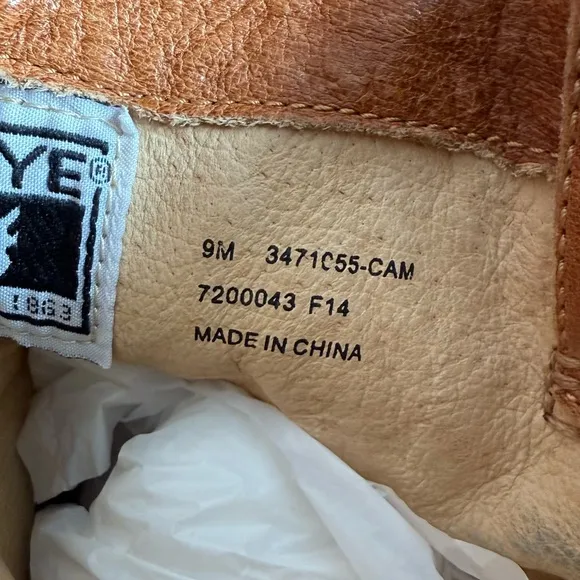 YE®
1863
9M 3471055-CAM
7200043 F14
MADE IN CHINA